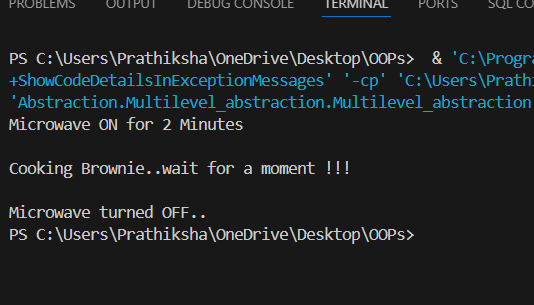 PROBLEMS OUTPUT DEBUG CONSOLE TERMINAL PORTS SQL CO
PS C:\Users\Prathiksha\OneDrive\Desktop\OOPs> & 'C:\Progra
+ShowCodeDetailsInExceptionMessages' '-cp' 'C:\Users\Prathi
'Abstraction.Multilevel_abstraction.Multilevel_abstraction
Microwave ON for 2 Minutes
Cooking Brownie..wait for a moment !!!
Microwave turned OFF..
PS C:\Users\Prathiksha\OneDrive\Desktop\OOPs>